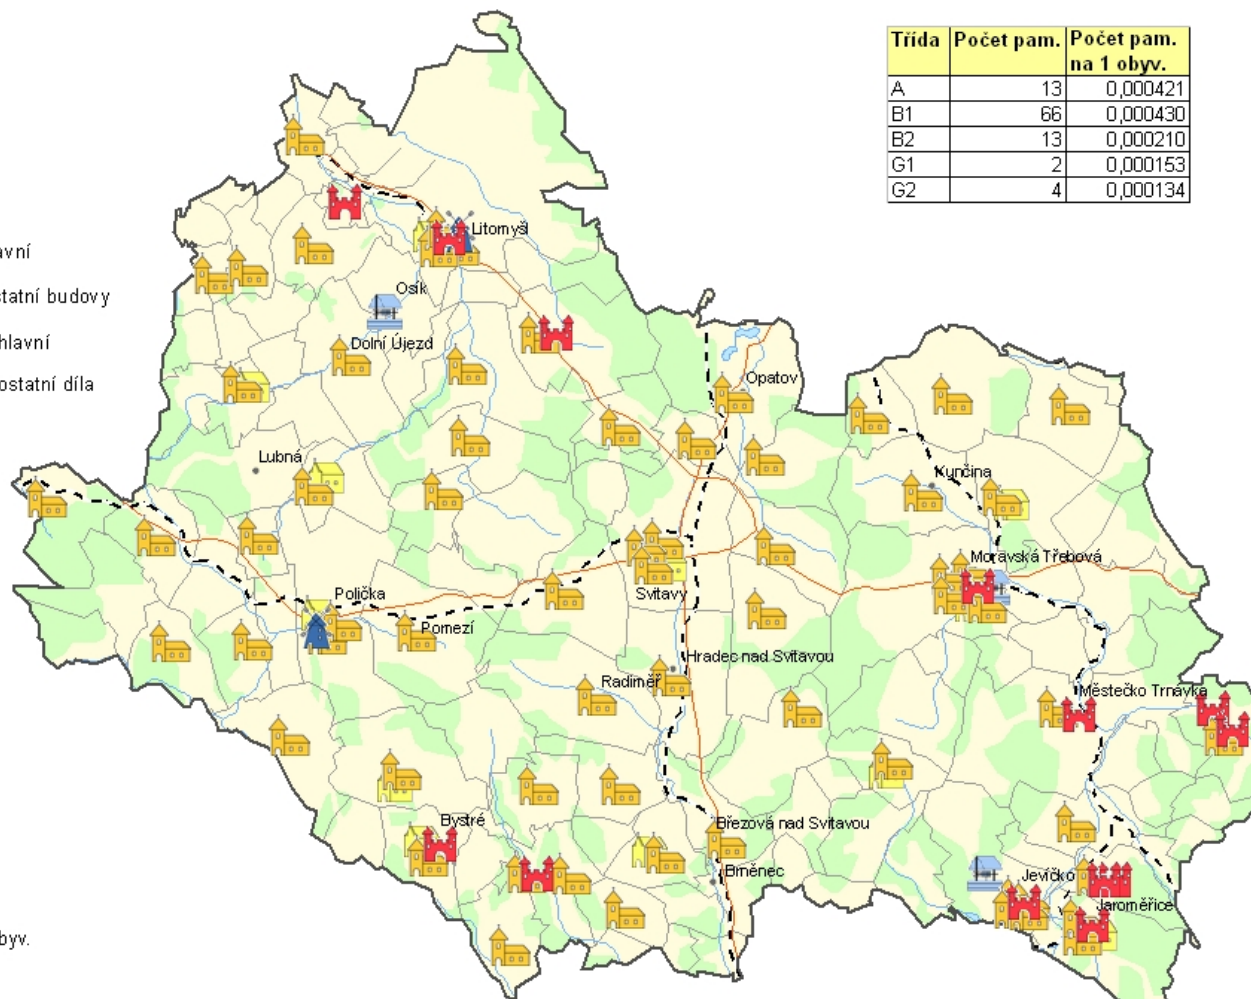 Třída Počet pam. Počet pam.
na 1 obyv.
A 13 0,000421
B1 66 0,000430
B2 13 0,000210
G1 2 0,000153
G2 4 0,000134
Litomyšl
avní
Osík
statní budovy
hlavní
Dolní Újezd
ostatní díla
Opatov
Lubná
Kunčina
Moravská Třebová
Polička
Svitavy
Pomezí
Hradec nad Svitavou
Radiměř
Městečko Trnávka
Bystré
Březová nad Svitavou
Brněnec
Jevíčko
Jaroměřice
byv.